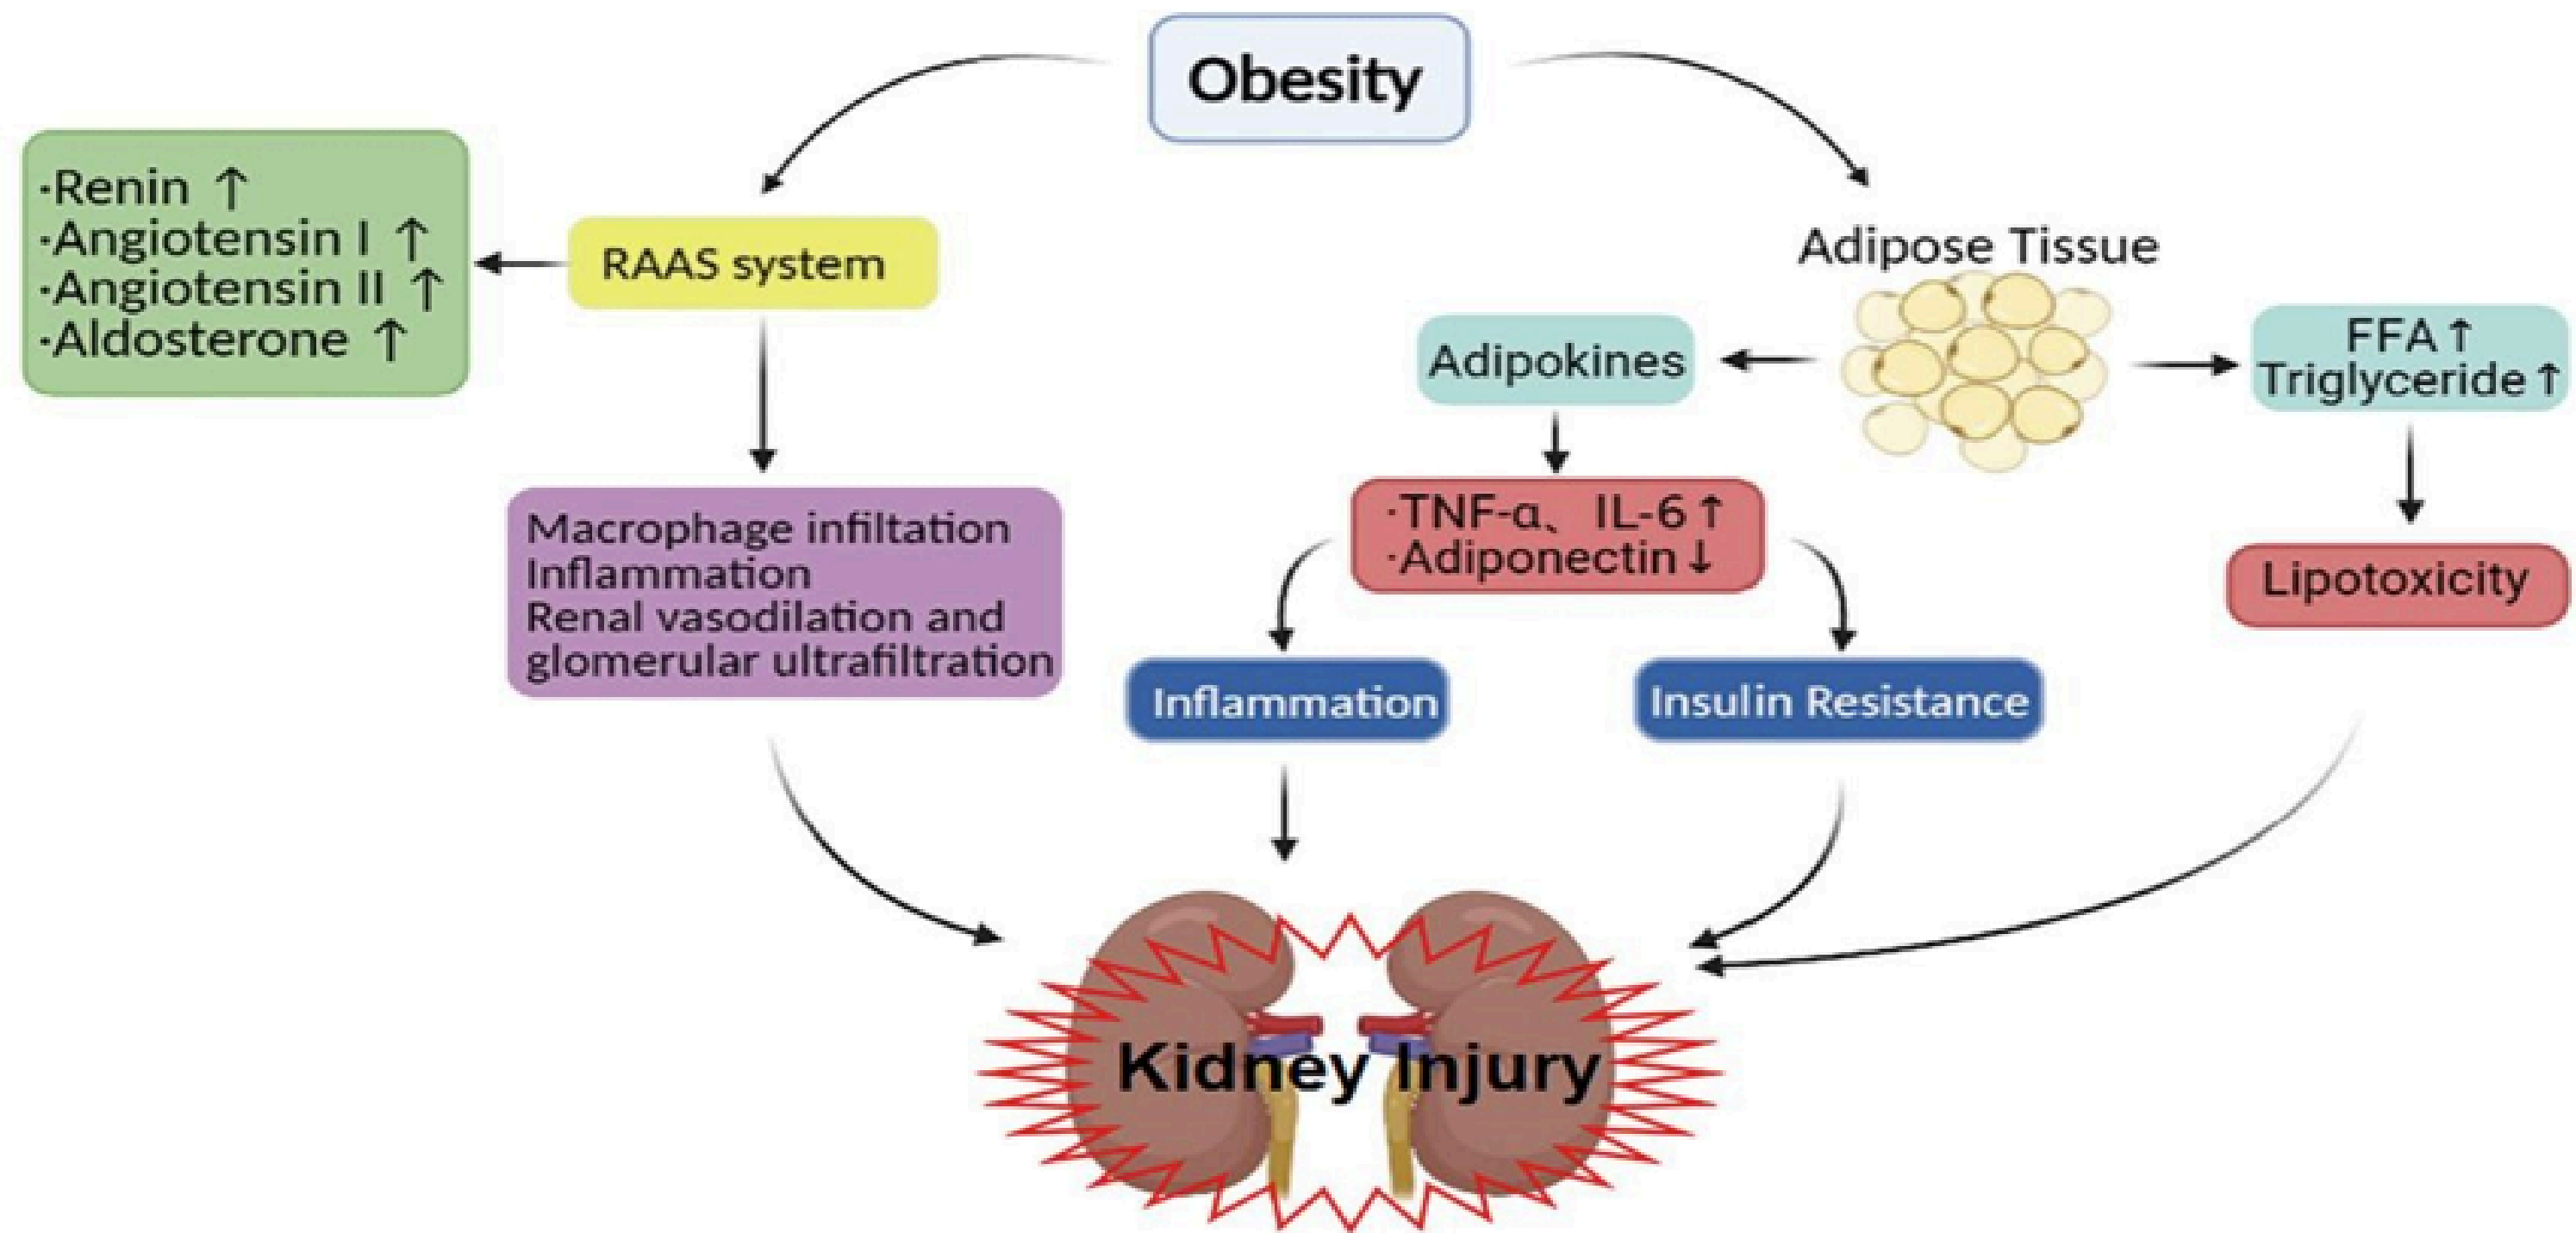 Obesity
·Renin ↑
·Angiotensin I ↑
·Angiotensin II ↑
·Aldosterone ↑
RAAS system
Adipose Tissue
Adipokines
FFA↑
Triglyceride↑
Macrophage infiltation
Inflammation
Renal vasodilation and
glomerular ultrafiltration
·TNF-α、 IL-6↑
·Adiponectin↓
Lipotoxicity
Inflammation
Insulin Resistance
Kidney Injury